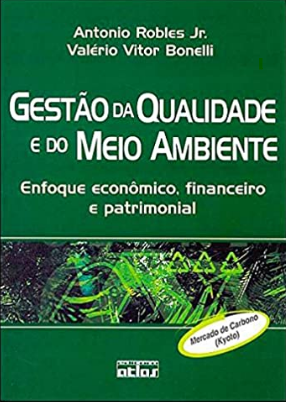 Antonio Robles Jr.
Valério Vitor Bonelli
GESTÃO DA QUALIDADE
E DO MEIO AMBIENTE
Enfoque econômico, financeiro
e patrimonial
Mercado de Carbono
(Kyoto)
atlas